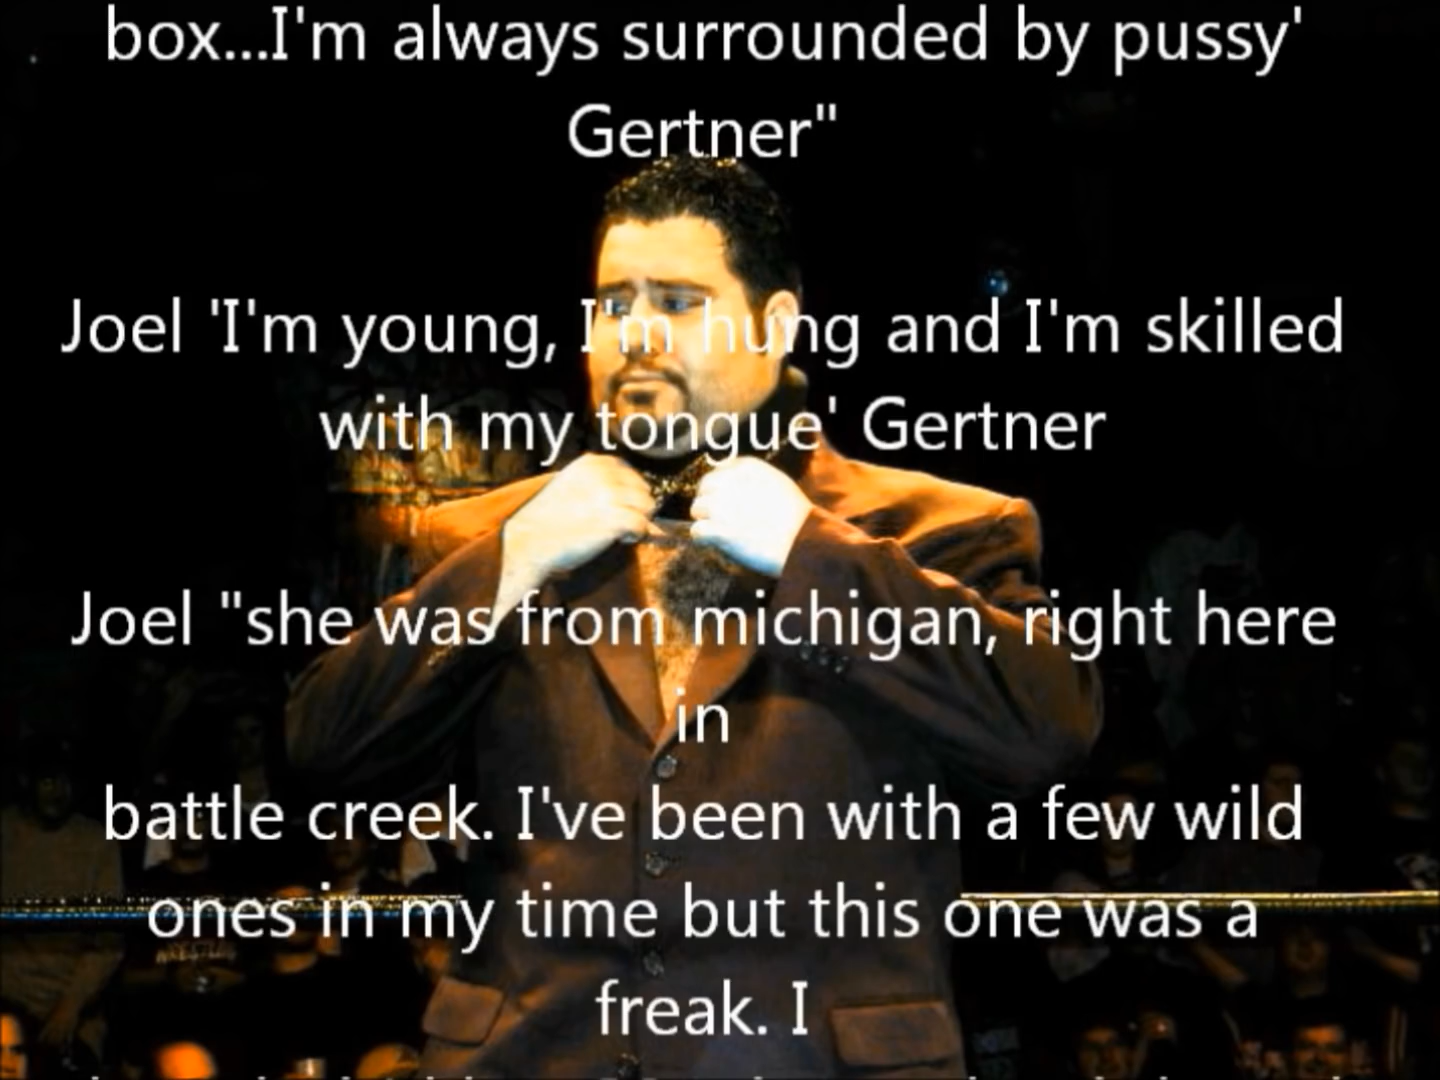 box...I'm always surrounded by pussy'
Gertner"
Joel 'I'm young, I'm hung and I'm skilled
with my tongue' Gertner
Joel "she was from michigan, right here
in
battle creek. I've been with a few wild
ones in my time but this one was a
freak. I